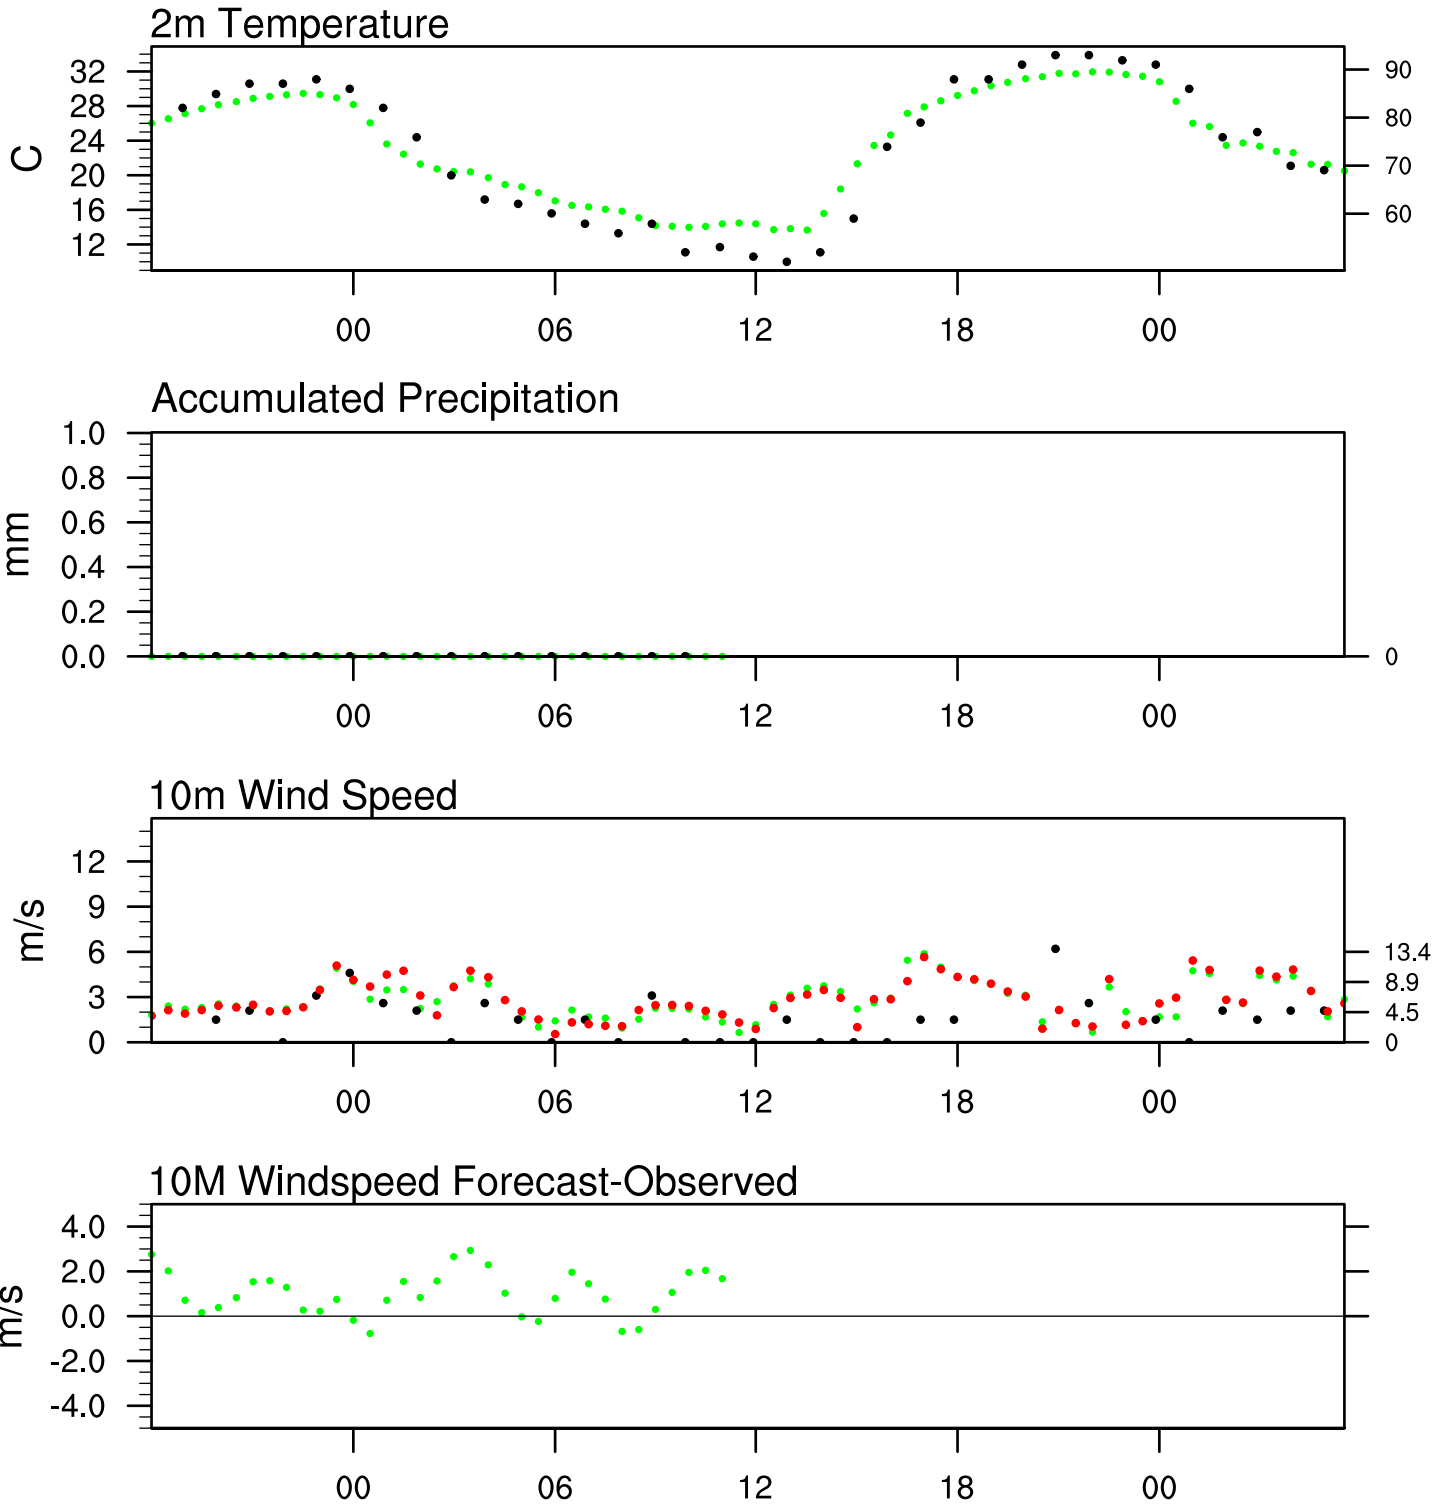 2m Temperature
C
32
28
24
20
16
12
90
80
70
60
00 06 12 18 00
Accumulated Precipitation
mm
1.0
0.8
0.6
0.4
0.2
0.0
0
00 06 12 18 00
10m Wind Speed
m/s
12
9
6
3
0
13.4
8.9
4.5
0
00 06 12 18 00
10M Windspeed Forecast-Observed
m/s
4.0
2.0
0.0
-2.0
-4.0
00 06 12 18 00